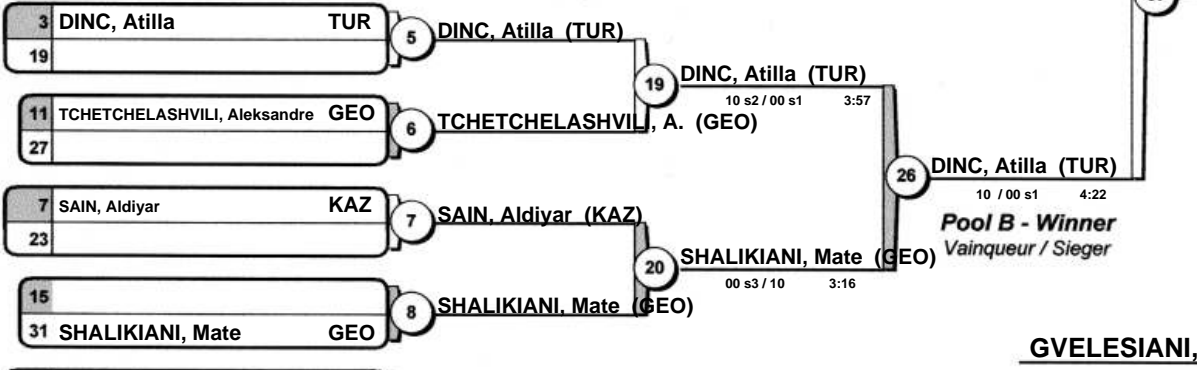 3 DINC, Atilla TUR
19
5 DINC, Atilla (TUR)
11 TCHETCHELASHVILI, Aleksandre GEO
27
6 TCHETCHELASHVILI, A. (GEO)
19 DINC, Atilla (TUR)
10 s2 / 00 s1 3:57
7 SAIN, Aldiyar KAZ
23
7 SAIN, Aldiyar (KAZ)
15
31 SHALIKIANI, Mate GEO
8 SHALIKIANI, Mate (GEO)
20 SHALIKIANI, Mate (GEO)
00 s3 / 10 3:16
26 DINC, Atilla (TUR)
10 / 00 s1 4:22
Pool B - Winner
Vainqueur / Sieger
GVELESIANI,